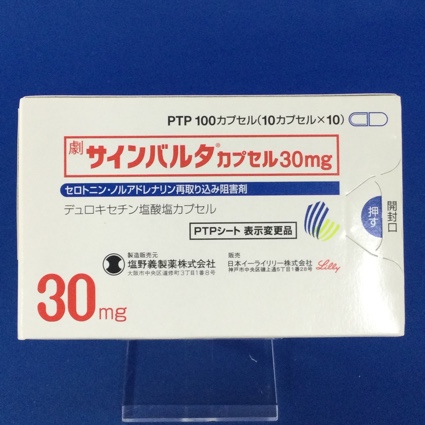 PTP 100カプセル(10カプセル×10)
劇 サインバルタ®カプセル30mg
セロトニン・ノルアドレナリン再取り込み阻害剤
デュロキセチン塩酸塩カプセル
PTPシート 表示変更品
開封口
押す
製造販売元
塩野義製薬株式会社
大阪市中央区道修町3丁目1番8号
販売
日本イーライリリー株式会社
神戸市中央区磯上通5丁目1番28号
Lilly
30mg